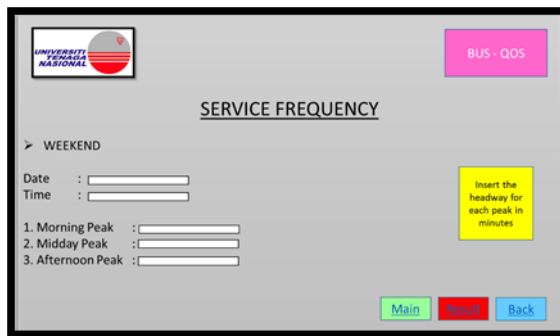 UNIVERSITI
TENAGA
NASIONAL
BUS - QOS
SERVICE FREQUENCY
➤ WEEKEND
Date :
Time :
1. Morning Peak :
2. Midday Peak :
3. Afternoon Peak :
Insert the
headway for
each peak in
minutes
Main
Result
Back